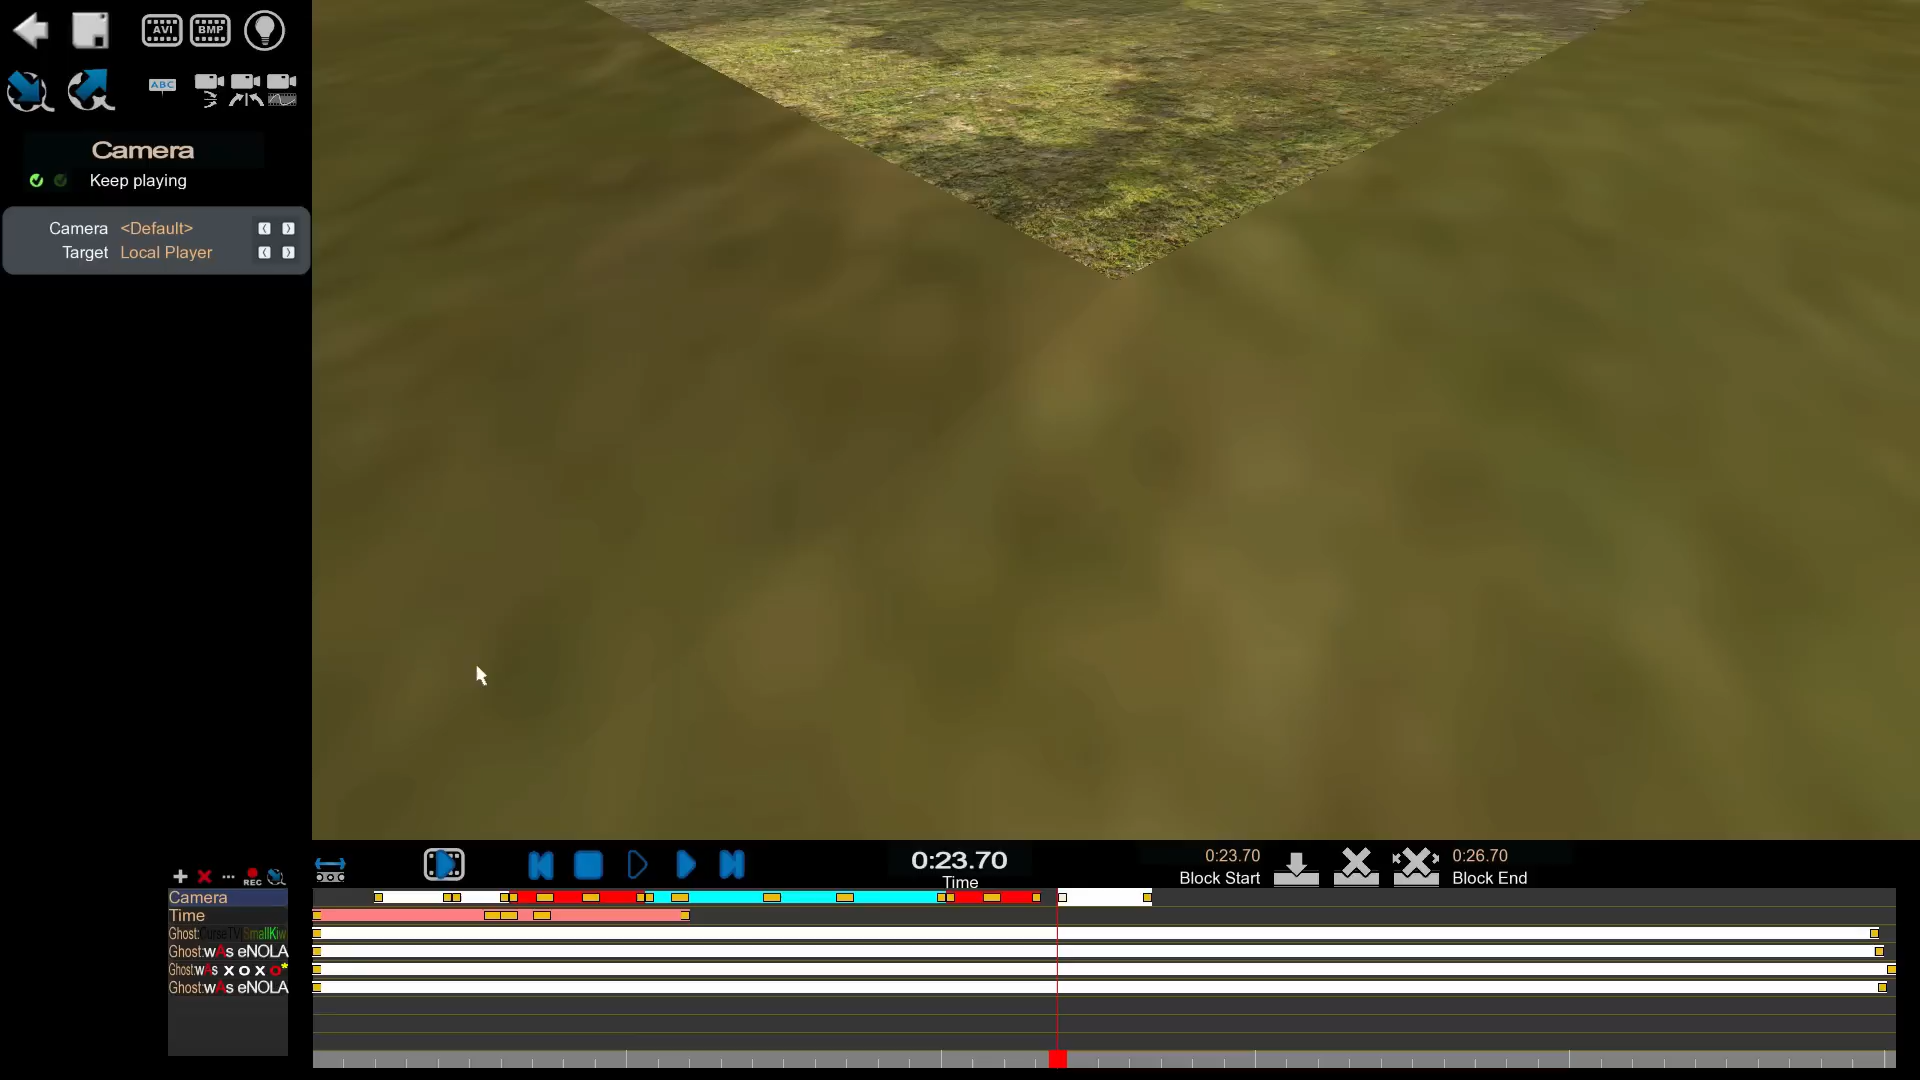 AVI BMP
ABC
Camera
Keep playing
Camera <Default>
Target Local Player
0:23.70
Time
0:23.70
Block Start
0:26.70
Block End
REC
Camera
Time
Ghost:CurseTV|SmallKiw
Ghost:wAs eNOLA
Ghost:wAs x o x o*
Ghost:wAs eNOLA